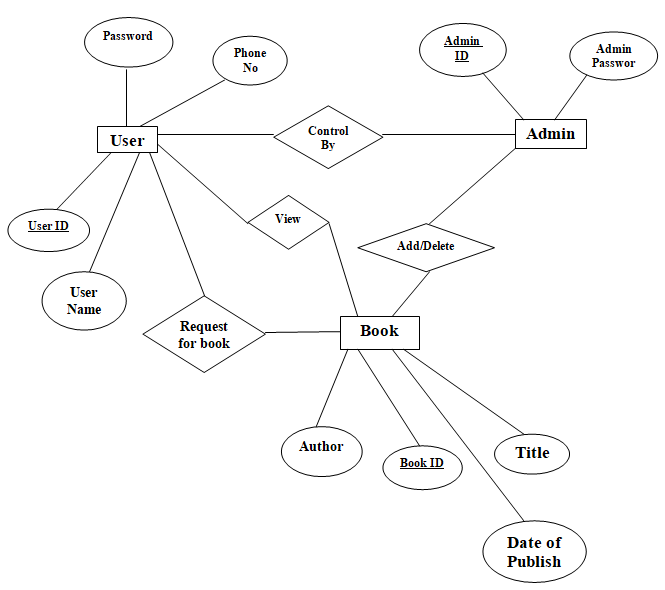 Password
Phone
No
Admin
ID
Admin
Passwor
User
Control
By
Admin
User ID
View
Add/Delete
User
Name
Request
for book
Book
Author
Book ID
Title
Date of
Publish